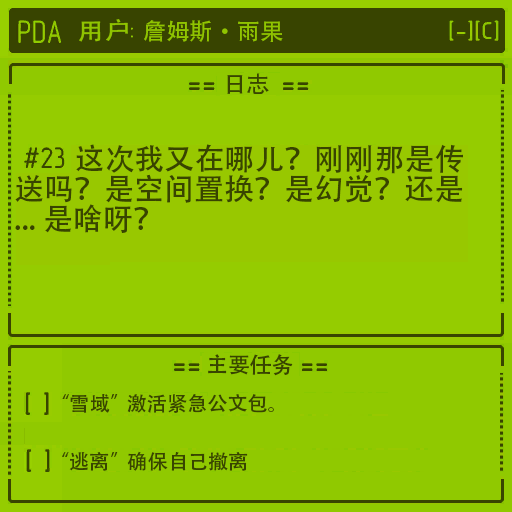 PDA 用户: 詹姆斯·雨果 [-][C]
== 日志 ==
#23 这次我又在哪儿? 刚刚那是传
送吗? 是空间置换? 是幻觉? 还是
... 是啥呀?
== 主要任务 ==
[ ] “雪域” 激活紧急公文包。
[ ] “逃离” 确保自己撤离